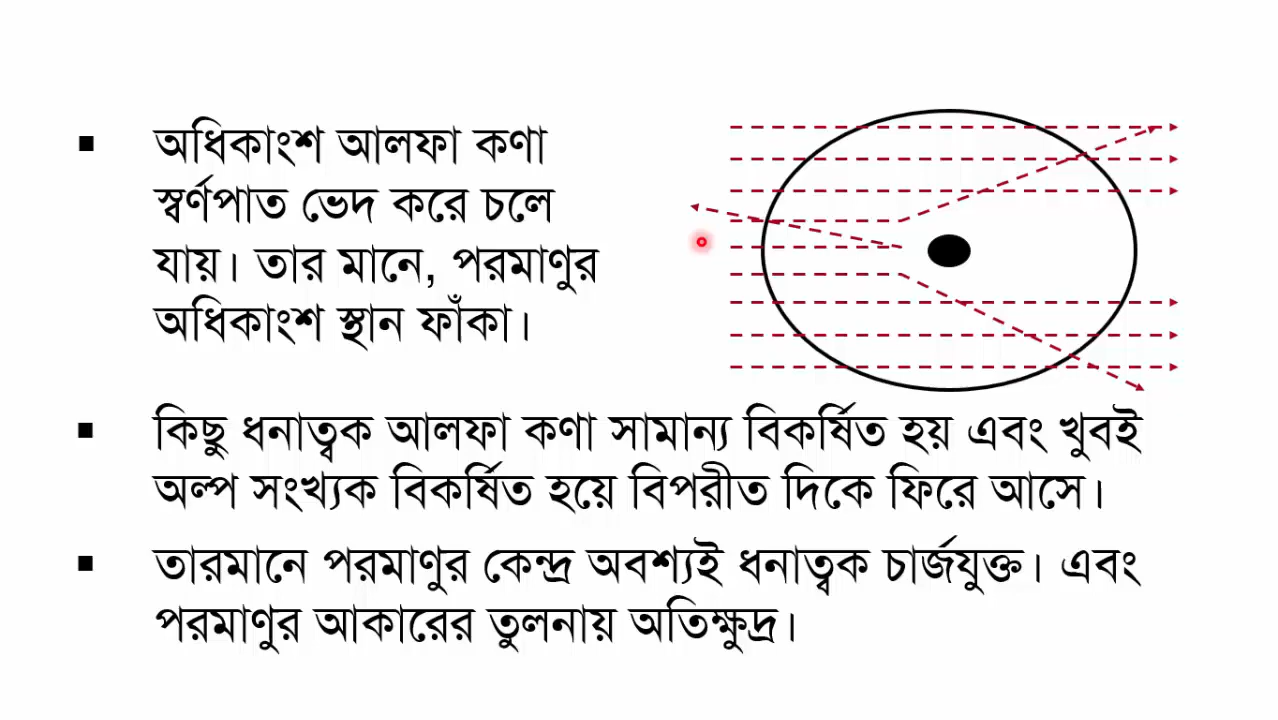 অধিকাংশ আলফা কণা
স্বর্ণপাত ভেদ করে চলে
যায়। তার মানে, পরমাণুর
অধিকাংশ স্থান ফাঁকা।
কিছু ধনাত্বক আলফা কণা সামান্য বিকর্ষিত হয় এবং খুবই
অল্প সংখ্যক বিকর্ষিত হয়ে বিপরীত দিকে ফিরে আসে।
তারমানে পরমাণুর কেন্দ্র অবশ্যই ধনাত্বক চার্জযুক্ত। এবং
পরমাণুর আকারের তুলনায় অতিক্ষুদ্র।